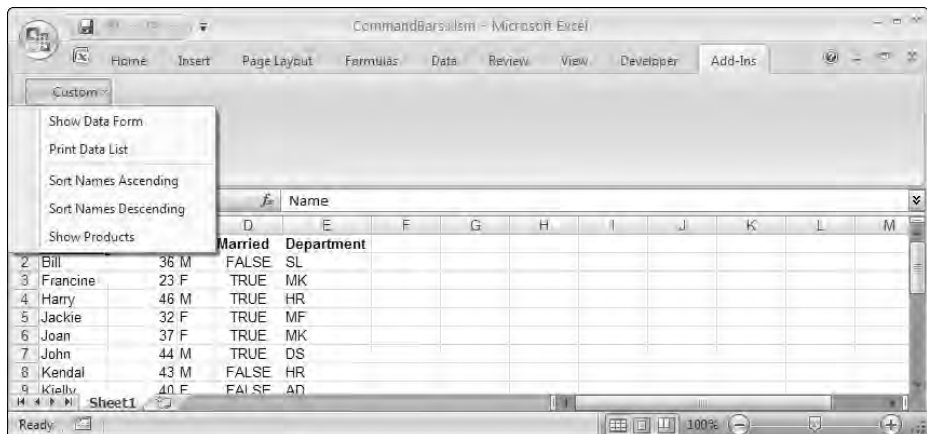 CommandBars.xlsm - Microsoft Excel
Home Insert Page Layout Formulas Data Review View Developer Add-Ins
Custom
Show Data Form
Print Data List
Sort Names Ascending
Sort Names Descending
Show Products
fx Name
D E F G H I J K L M
Married Department
2 Bill 36 M FALSE SL
3 Francine 23 F TRUE MK
4 Harry 46 M TRUE HR
5 Jackie 32 F TRUE MF
6 Joan 37 F TRUE MK
7 John 44 M TRUE DS
8 Kendal 43 M FALSE HR
9 Kielly 40 F FALSE AD
Sheet1
Ready 100%